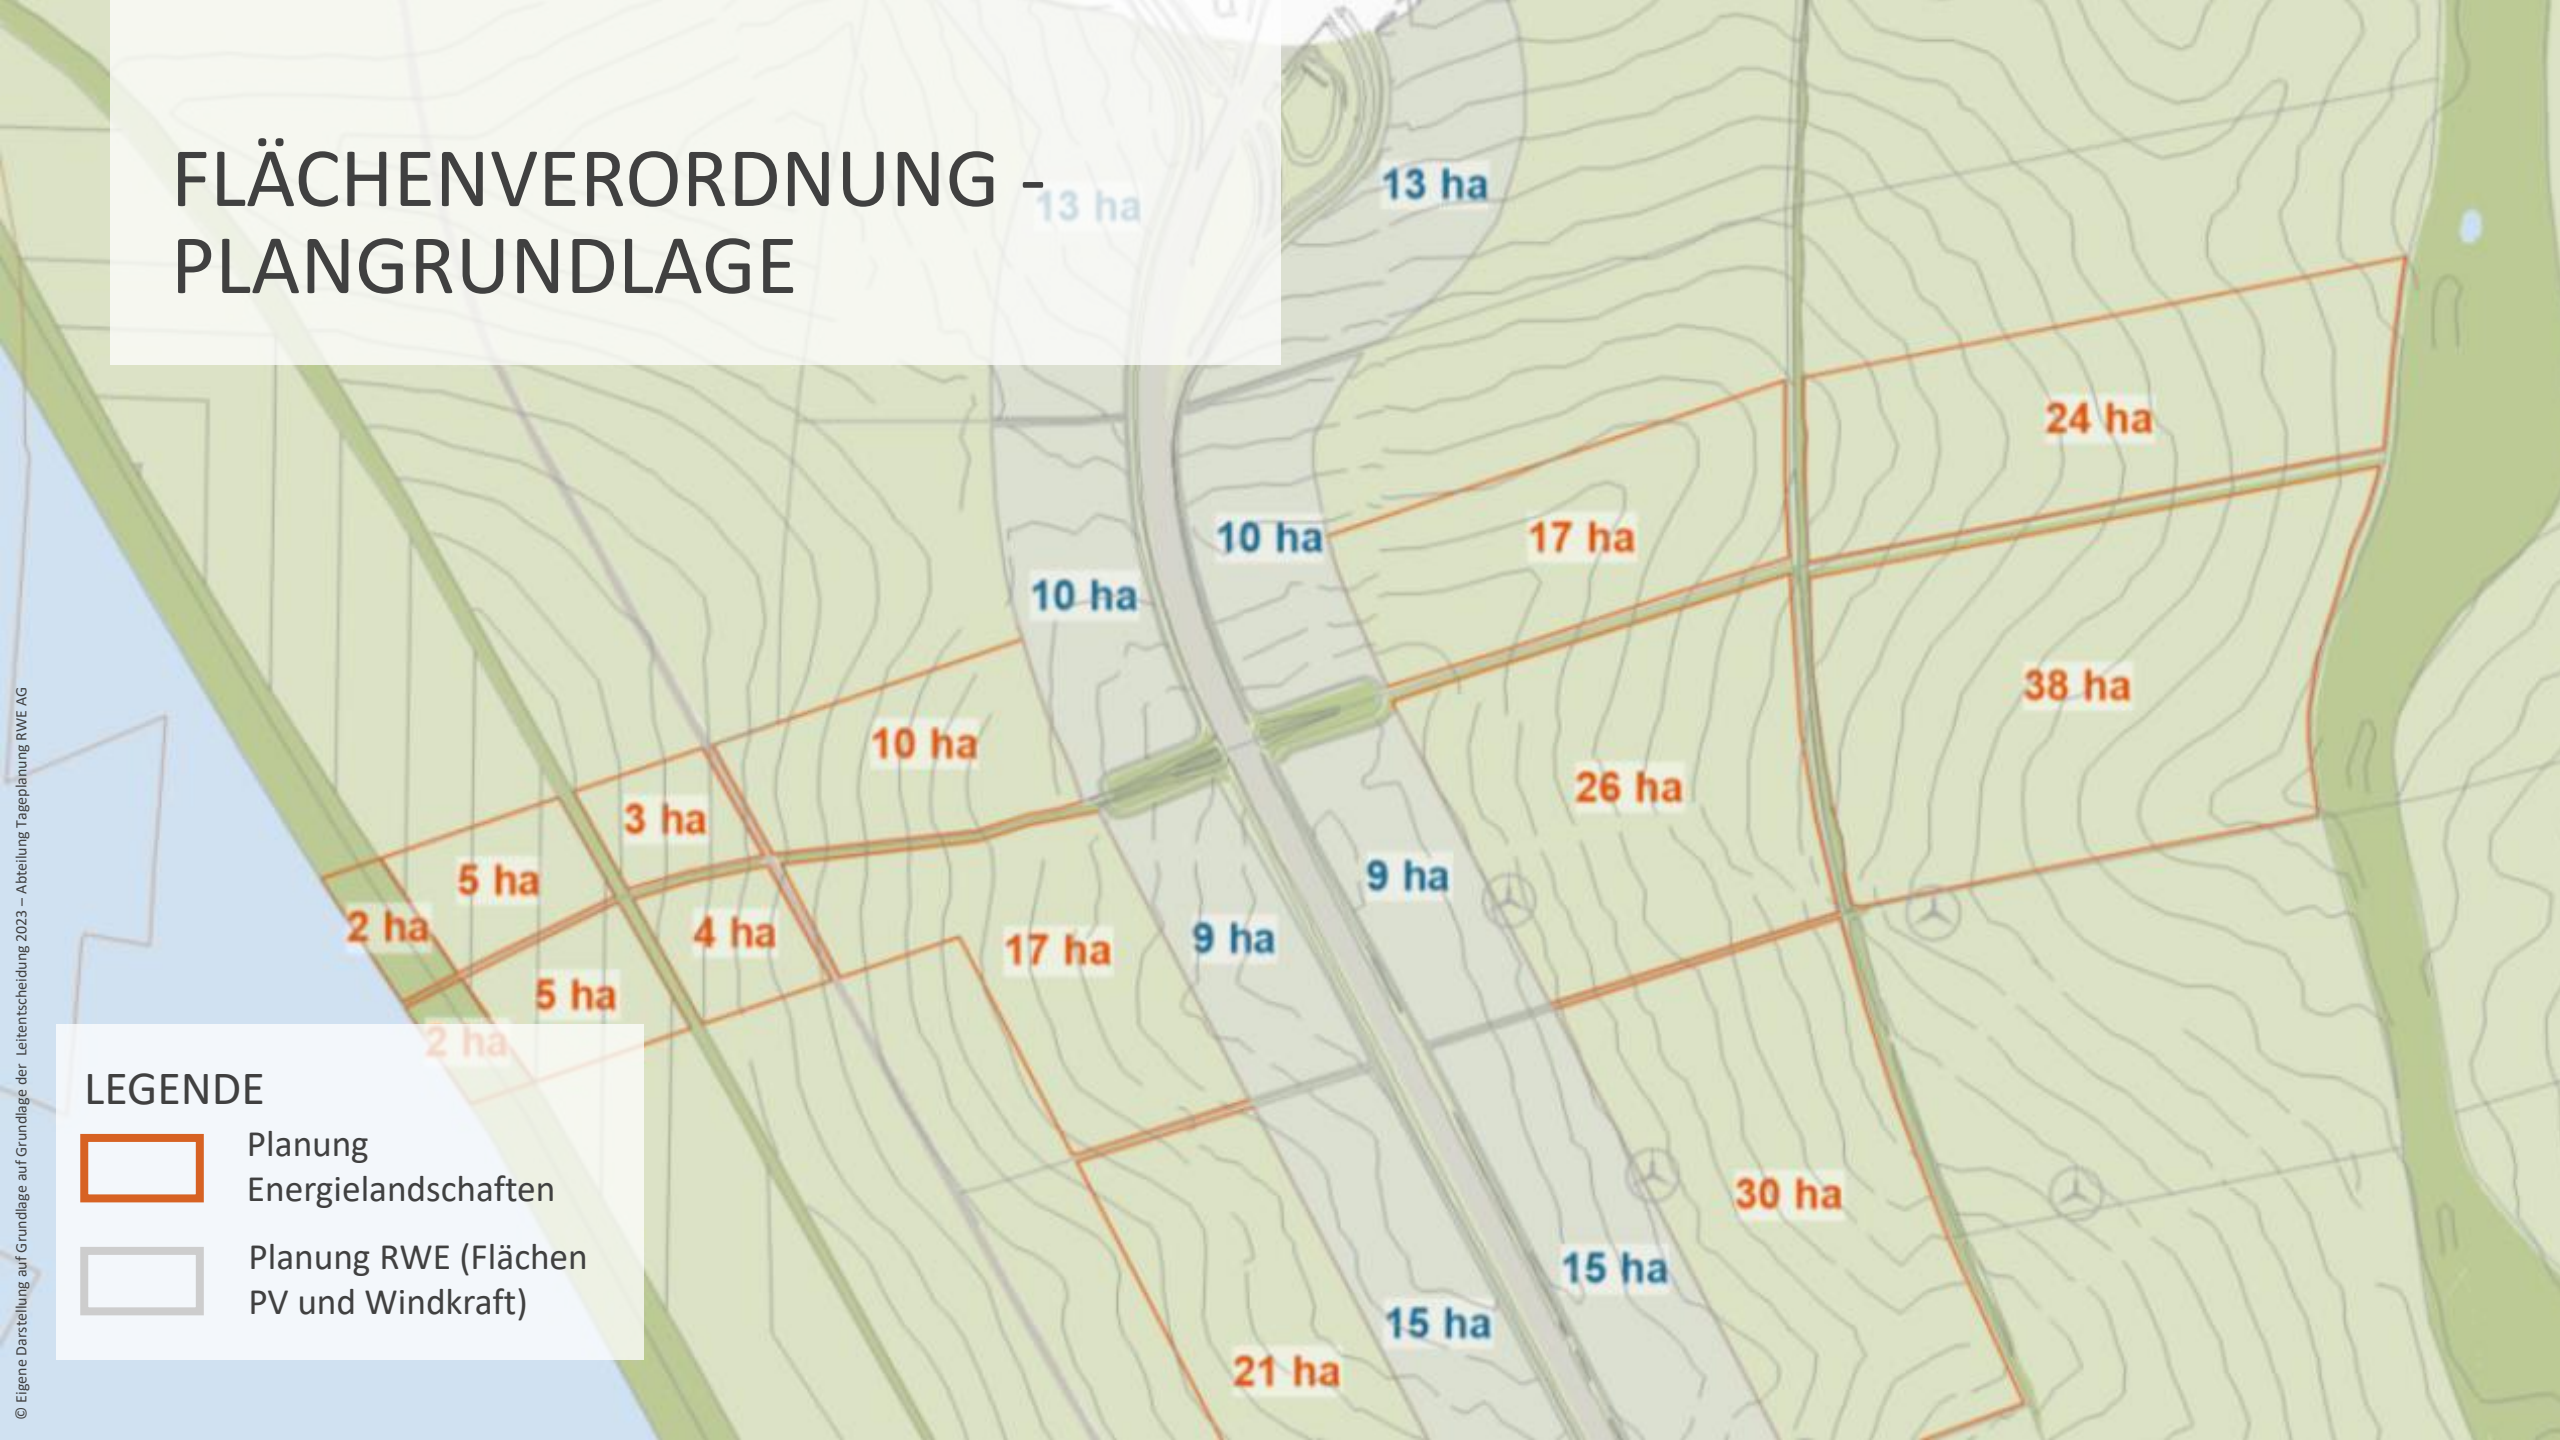 FLÄCHENVERORDNUNG -
PLANGRUNDLAGE
13 ha
13 ha
24 ha
10 ha
17 ha
10 ha
38 ha
10 ha
26 ha
3 ha
5 ha
9 ha
2 ha
4 ha
17 ha
9 ha
5 ha
2 ha
30 ha
15 ha
15 ha
21 ha
LEGENDE
Planung
Energielandschaften
Planung RWE (Flächen
PV und Windkraft)
© Eigene Darstellung auf Grundlage auf Grundlage der Leitentscheidung 2023 – Abteilung Tageplanung RWE AG